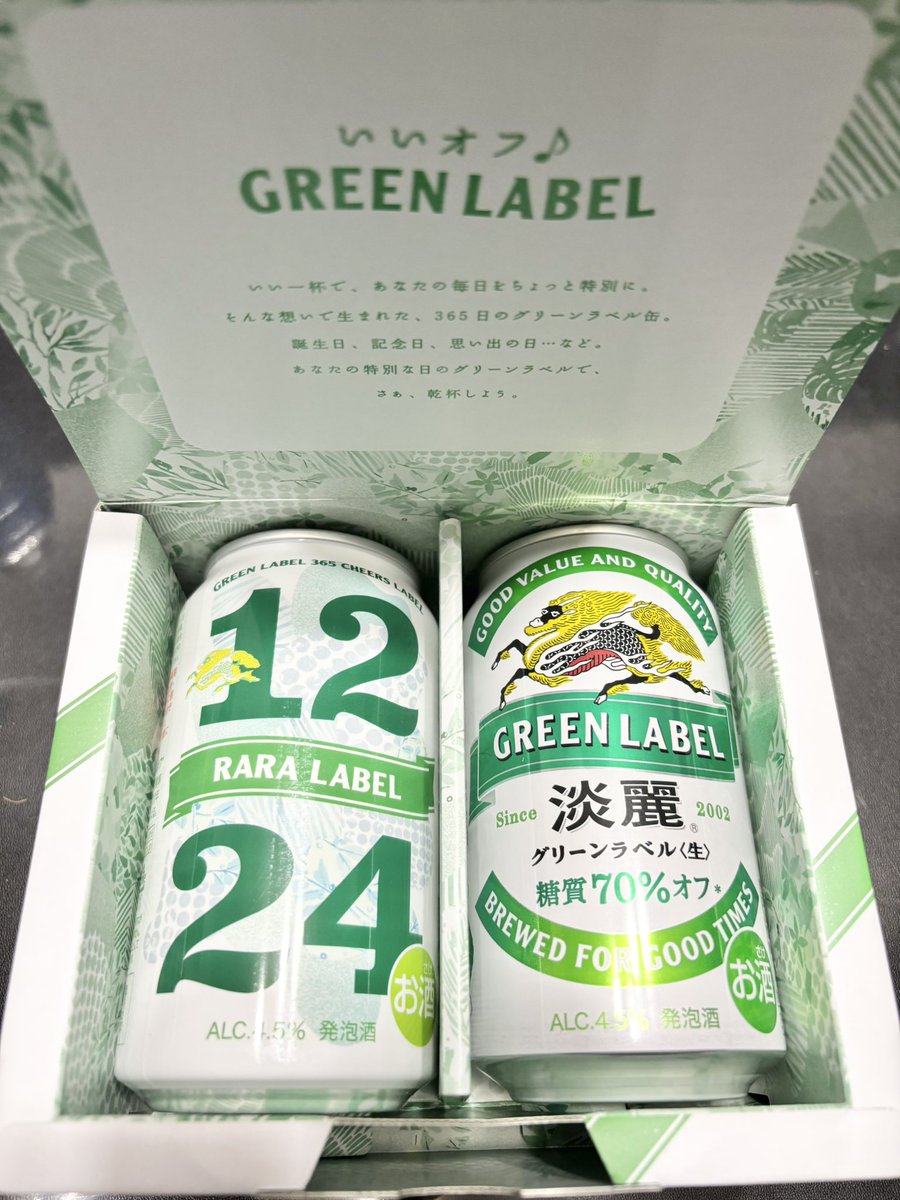 いいオフ♪
GREEN LABEL
いい一杯で、あなたの毎日をちょっと特別に。
そんな想いで生まれた、365日のグリーンラベル缶。
誕生日、記念日、思い出の日…など。
あなたの特別な日のグリーンラベルで、
さぁ、乾杯しよう。
GREEN LABEL 365 CHEERS LABEL
12
RARA LABEL
24
お酒
ALC.4.5% 発泡酒
GOOD VALUE AND QUALITY
GREEN LABEL
Since 淡麗® 2002
グリーンラベル〈生〉
糖質70%オフ*
BREWED FOR GOOD TIMES
お酒
ALC.4.5% 発泡酒